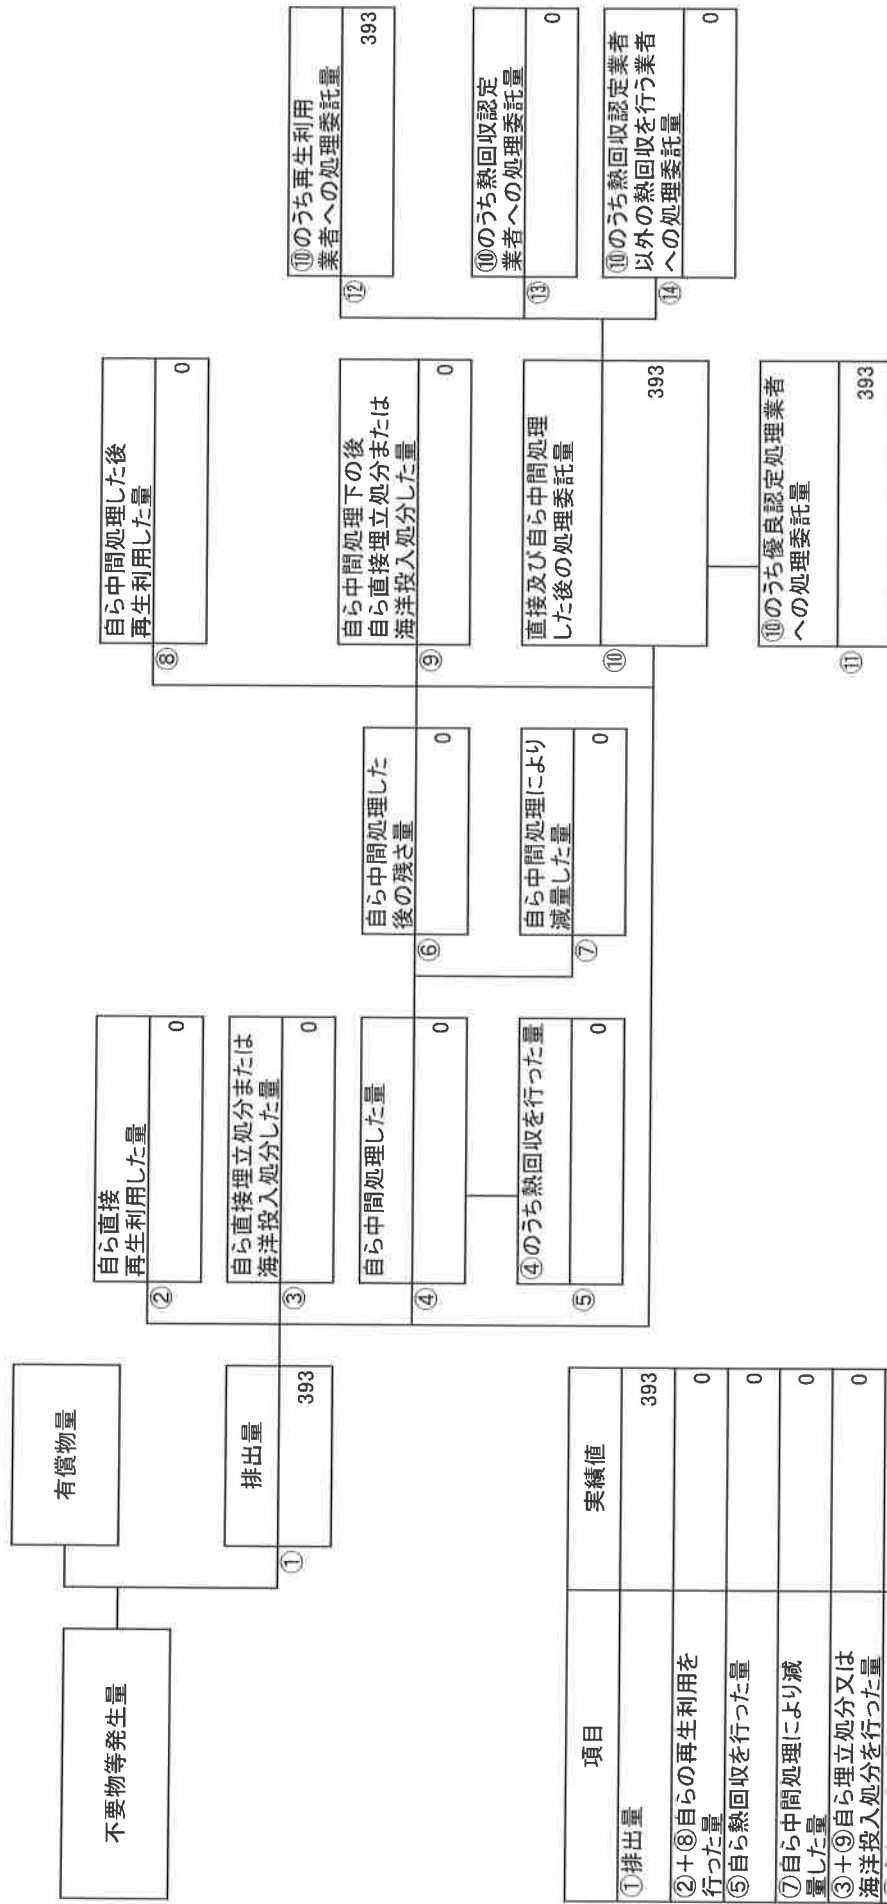 不要物等発生量
有償物量
排出量
①
393
自ら直接
再生利用した量
②
0
自ら直接埋立処分または
海洋投入処分した量
③
0
自ら中間処理した量
④
0
④のうち熱回収を行った量
⑤
0
自ら中間処理した
後の残さ量
⑥
0
自ら中間処理により
減量した量
⑦
0
自ら中間処理した後
再生利用した量
⑧
0
自ら中間処理下の後
自ら直接埋立処分または
海洋投入処分した量
⑨
0
直接及び自ら中間処理
した後の処理委託量
⑩
393
⑩のうち優良認定処理業者
への処理委託量
⑪
393
⑩のうち再生利用
業者への処理委託量
⑫
393
⑩のうち熱回収認定
業者への処理委託量
⑬
0
⑩のうち熱回収認定業者
以外の熱回収を行う業者
への処理委託量
⑭
0
項目 実績値
①排出量 393
②+⑧自らの再生利用を
行った量 0
⑤自ら熱回収を行った量 0
⑦自ら中間処理により減
量した量 0
③+⑨自ら埋立処分又は
海洋投入処分を行った量 0